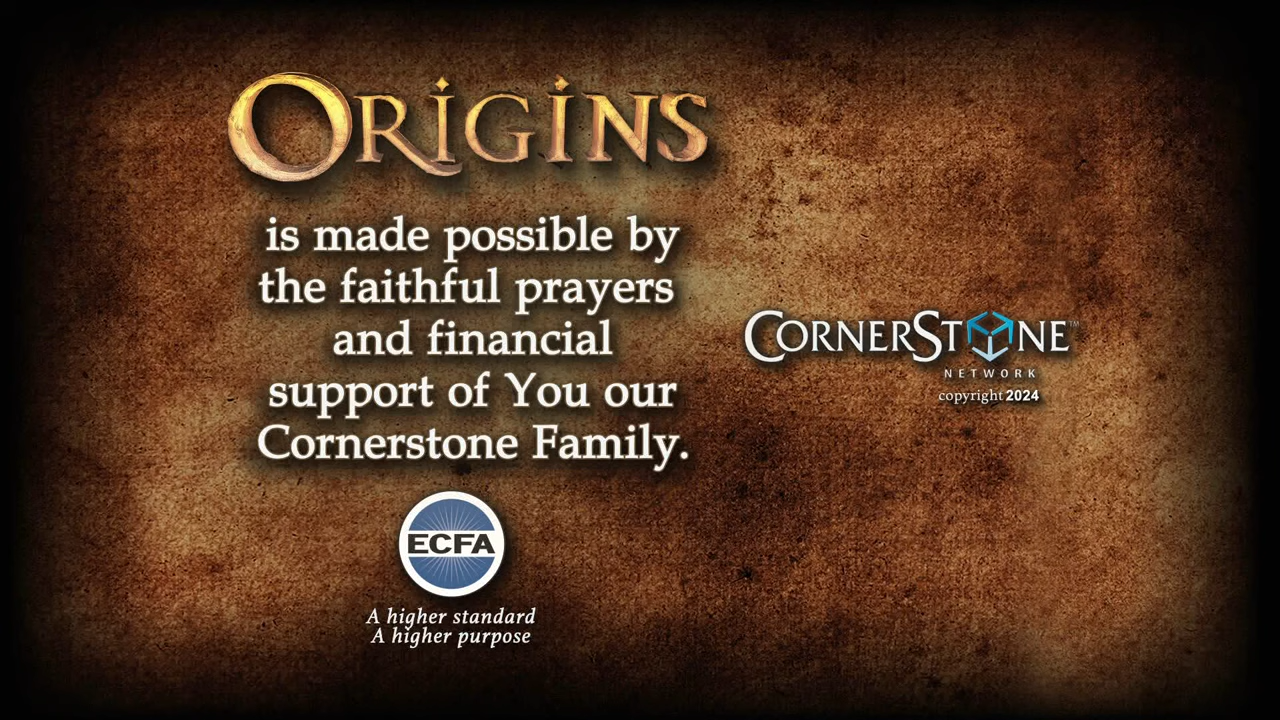 ORIGINS
is made possible by
the faithful prayers
and financial
support of You our
Cornerstone Family.
ECFA
A higher standard
A higher purpose
CORNERSTONE™
NETWORK
copyright 2024